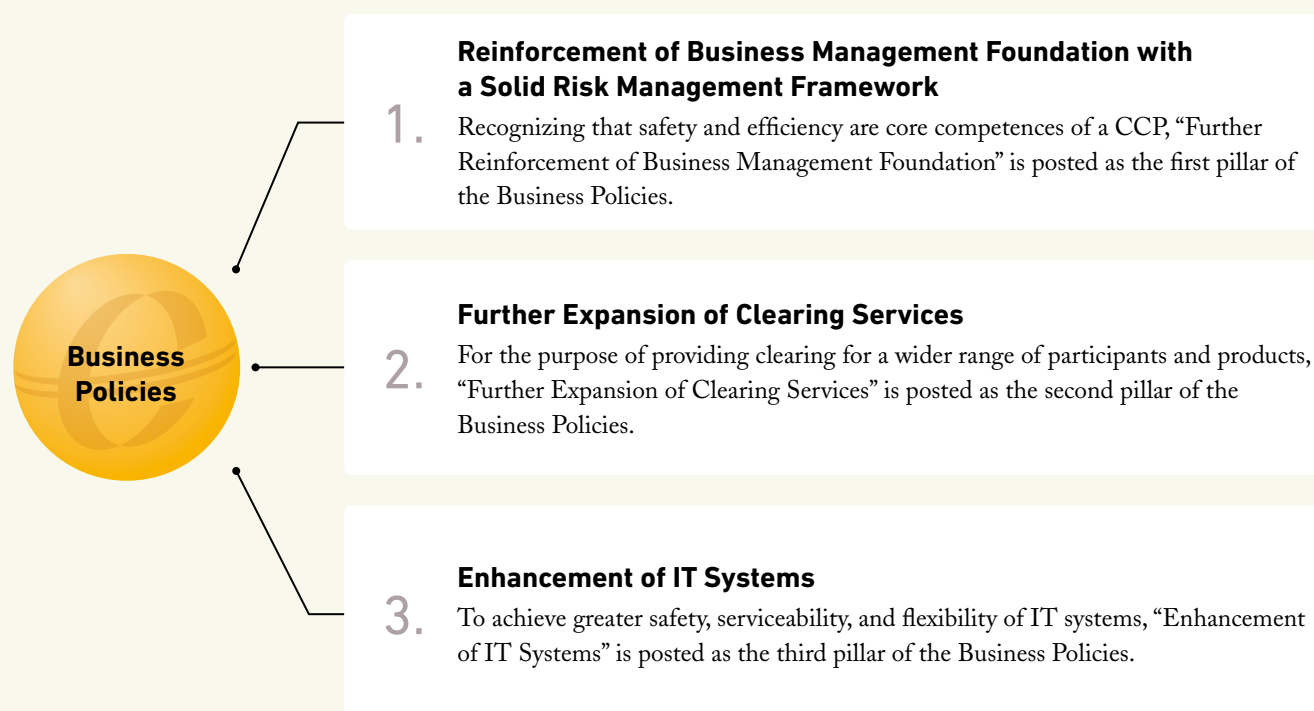 Business
Policies
1.
Reinforcement of Business Management Foundation with
a Solid Risk Management Framework
Recognizing that safety and efficiency are core competences of a CCP, “Further
Reinforcement of Business Management Foundation” is posted as the first pillar of
the Business Policies.
2.
Further Expansion of Clearing Services
For the purpose of providing clearing for a wider range of participants and products,
“Further Expansion of Clearing Services” is posted as the second pillar of the
Business Policies.
3.
Enhancement of IT Systems
To achieve greater safety, serviceability, and flexibility of IT systems, “Enhancement
of IT Systems” is posted as the third pillar of the Business Policies.